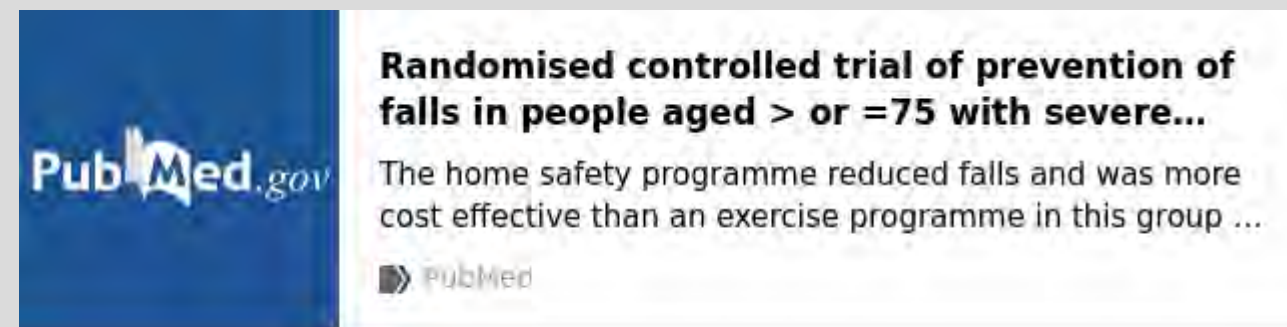 PubMed.gov
Randomised controlled trial of prevention of
falls in people aged > or =75 with severe...
The home safety programme reduced falls and was more
cost effective than an exercise programme in this group ...
PubMed